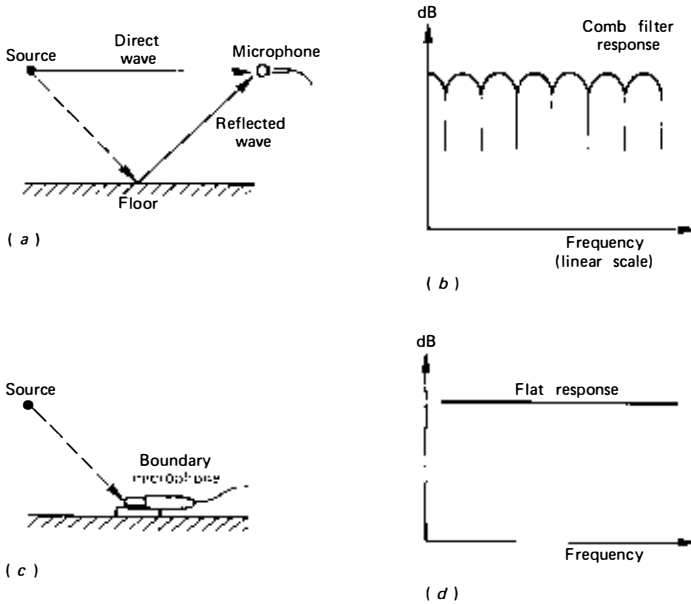 Source
Direct
wave
Microphone
Reflected
wave
Floor
( a )
dB
Comb filter
response
Frequency
(linear scale)
( b )
Source
Boundary
microphone
( c )
dB
Flat response
Frequency
( d )